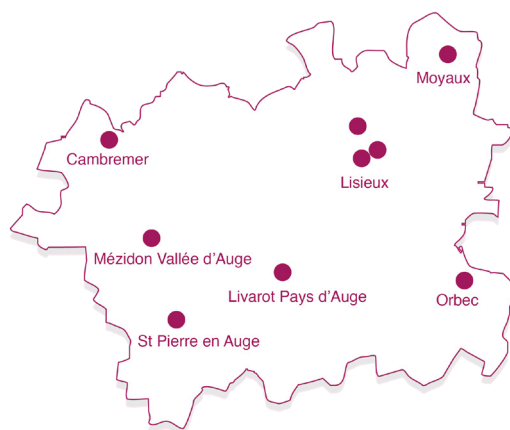 Moyaux
Cambremer
Lisieux
Mézidon Vallée d'Auge
Livarot Pays d'Auge
Orbec
St Pierre en Auge